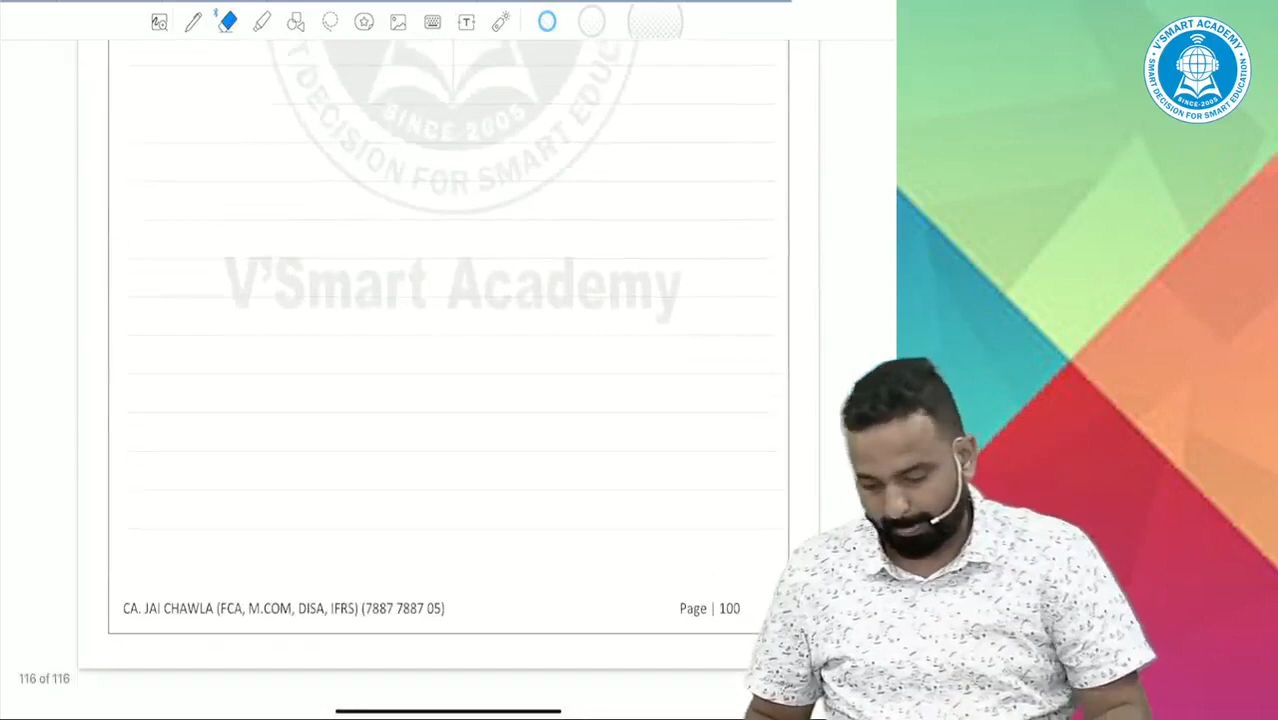 V'SMART ACADEMY
SINCE-2005
SMART DECISION FOR SMART EDUCATION
SINCE 2005
T DECISION FOR SMART EDUC
V'Smart Academy
CA. JAI CHAWLA (FCA, M.COM, DISA, IFRS) (7887 7887 05)
Page | 100
116 of 116